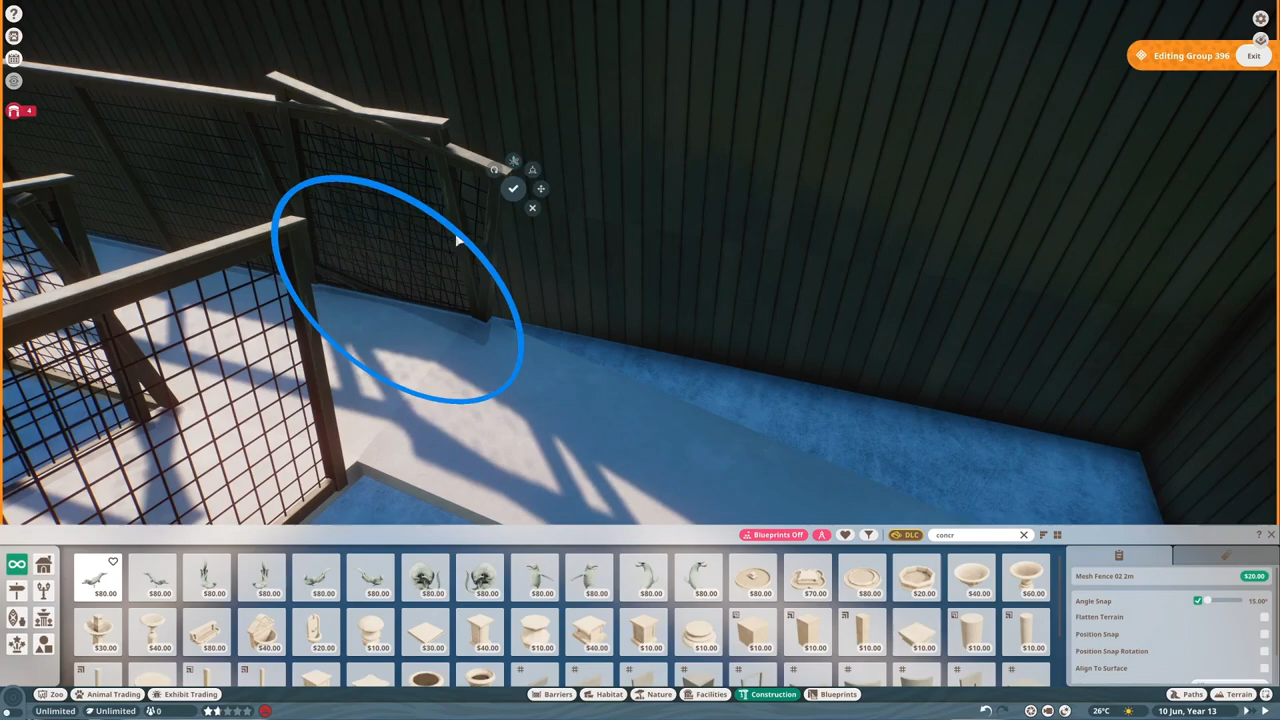 Editing Group 396
Exit
4
Blueprints Off
DLC
concr
$80.00 $80.00 $80.00 $80.00 $80.00 $80.00 $80.00 $80.00 $80.00 $80.00 $80.00 $80.00 $80.00 $70.00 $80.00 $20.00 $40.00 $60.00
$30.00 $30.00 $80.00 $40.00 $20.00 $10.00 $30.00 $10.00 $10.00 $40.00 $10.00 $10.00 $10.00 $10.00 $10.00 $10.00 $10.00 $10.00
Mesh Fence 02 2m $20.00
Angle Snap 15.00°
Flatten Terrain
Position Snap
Position Snap Rotation
Align To Surface
Zoo Animal Trading Exhibit Trading Barriers Habitat Nature Facilities Construction Blueprints Paths Terrain
Unlimited Unlimited 0 26°C 10 Jun, Year 13